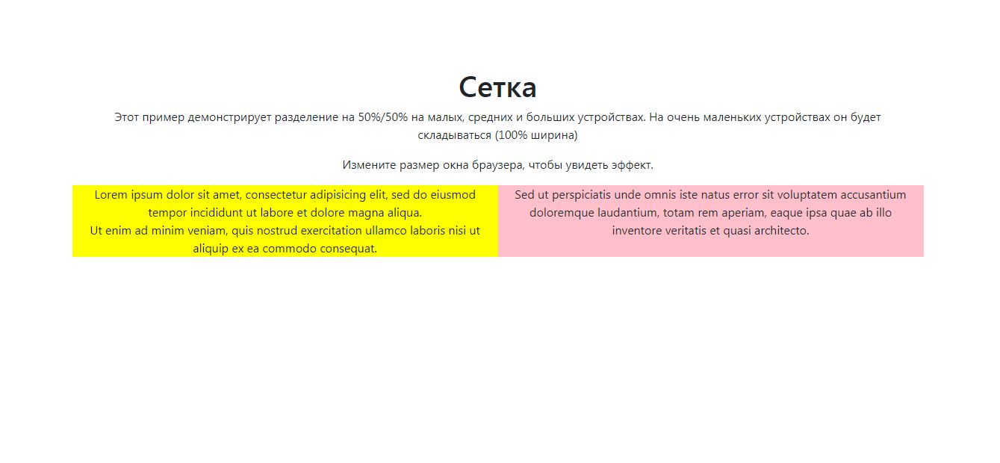 Сетка
Этот пример демонстрирует разделение на 50%/50% на малых, средних и больших устройствах. На очень маленьких устройствах он будет
складываться (100% ширина)
Измените размер окна браузера, чтобы увидеть эффект.
Lorem ipsum dolor sit amet, consectetur adipisicing elit, sed do eiusmod
tempor incididunt ut labore et dolore magna aliqua.
Ut enim ad minim veniam, quis nostrud exercitation ullamco laboris nisi ut
aliquip ex ea commodo consequat.
Sed ut perspiciatis unde omnis iste natus error sit voluptatem accusantium
doloremque laudantium, totam rem aperiam, eaque ipsa quae ab illo
inventore veritatis et quasi architecto.